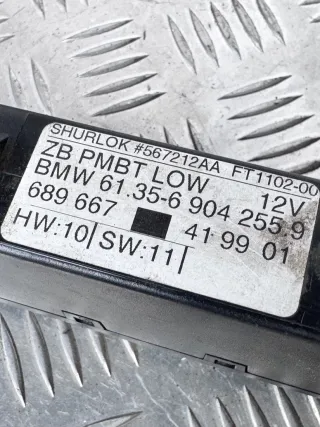 SHURLOK #567212AA FT1102-00
ZB PMBT LOW 12V
BMW 61.35-6 904 255.9
689 667 41 99 01
HW:10 SW:11